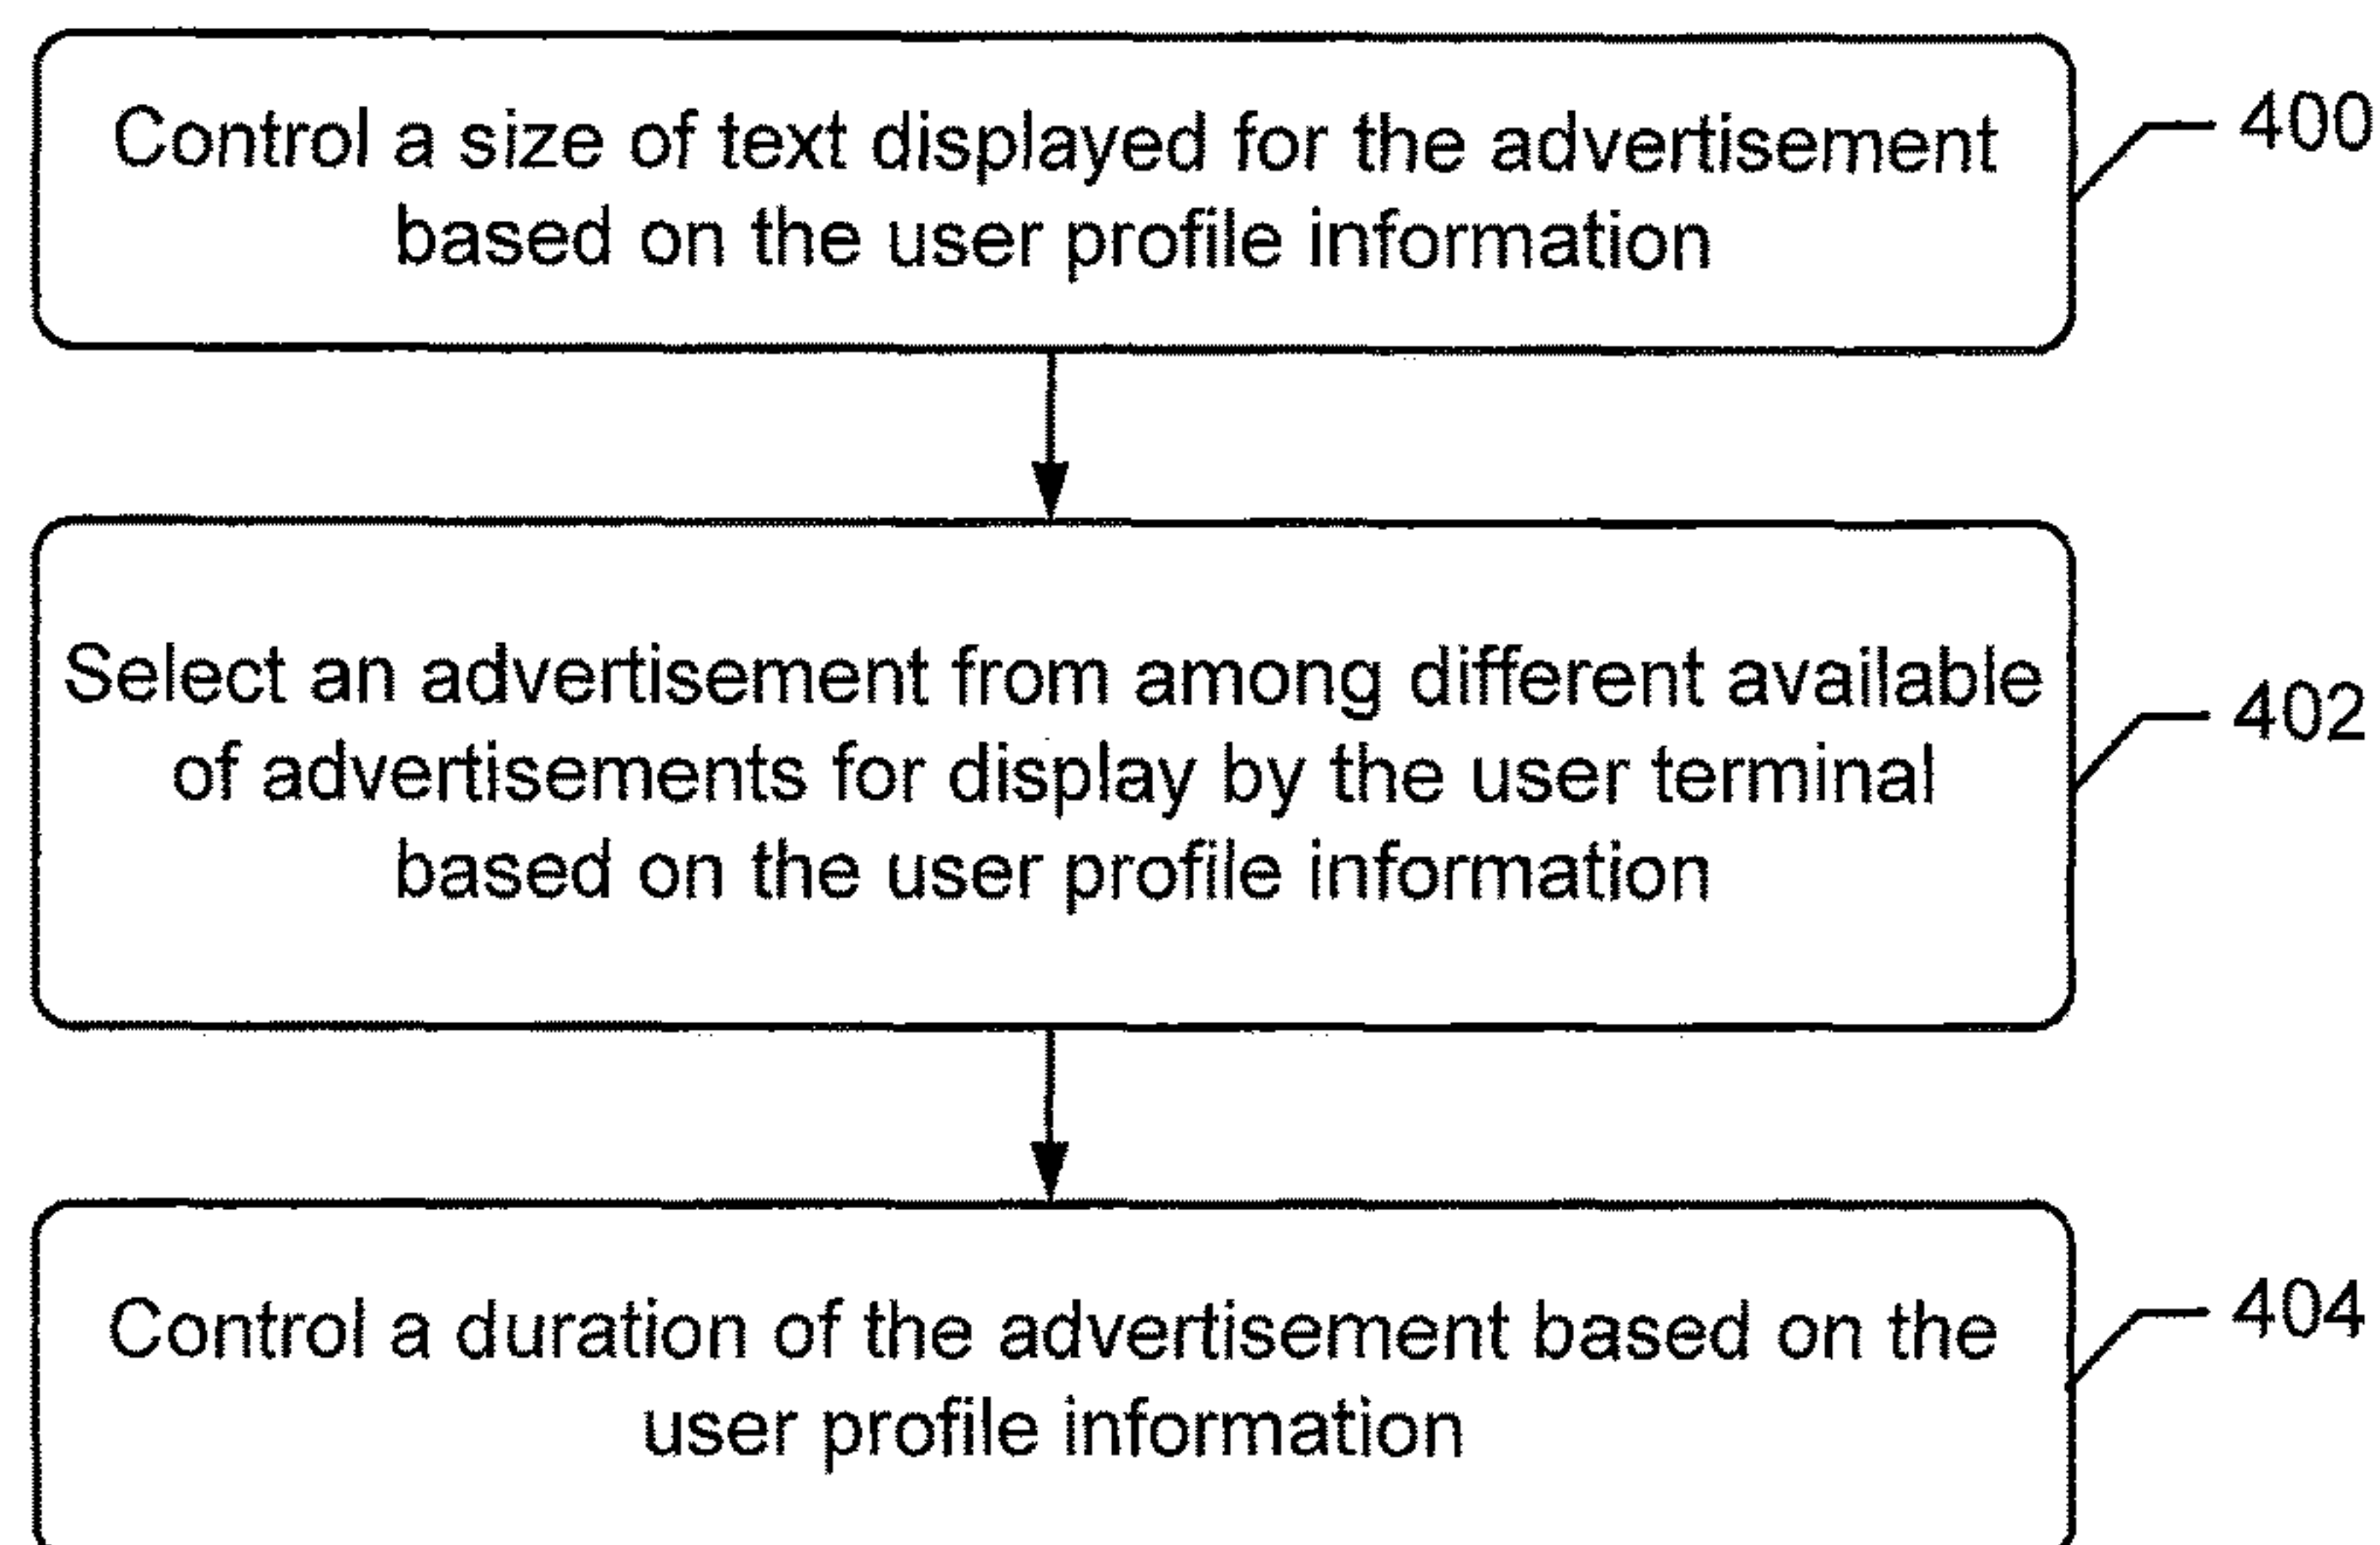 Control a size of text displayed for the advertisement
based on the user profile information
400
Select an advertisement from among different available
of advertisements for display by the user terminal
based on the user profile information
402
Control a duration of the advertisement based on the
user profile information
404